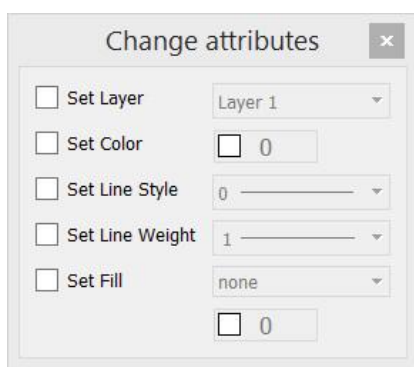 Change attributes
Set Layer Layer 1
Set Color 0
Set Line Style 0
Set Line Weight 1
Set Fill none
0